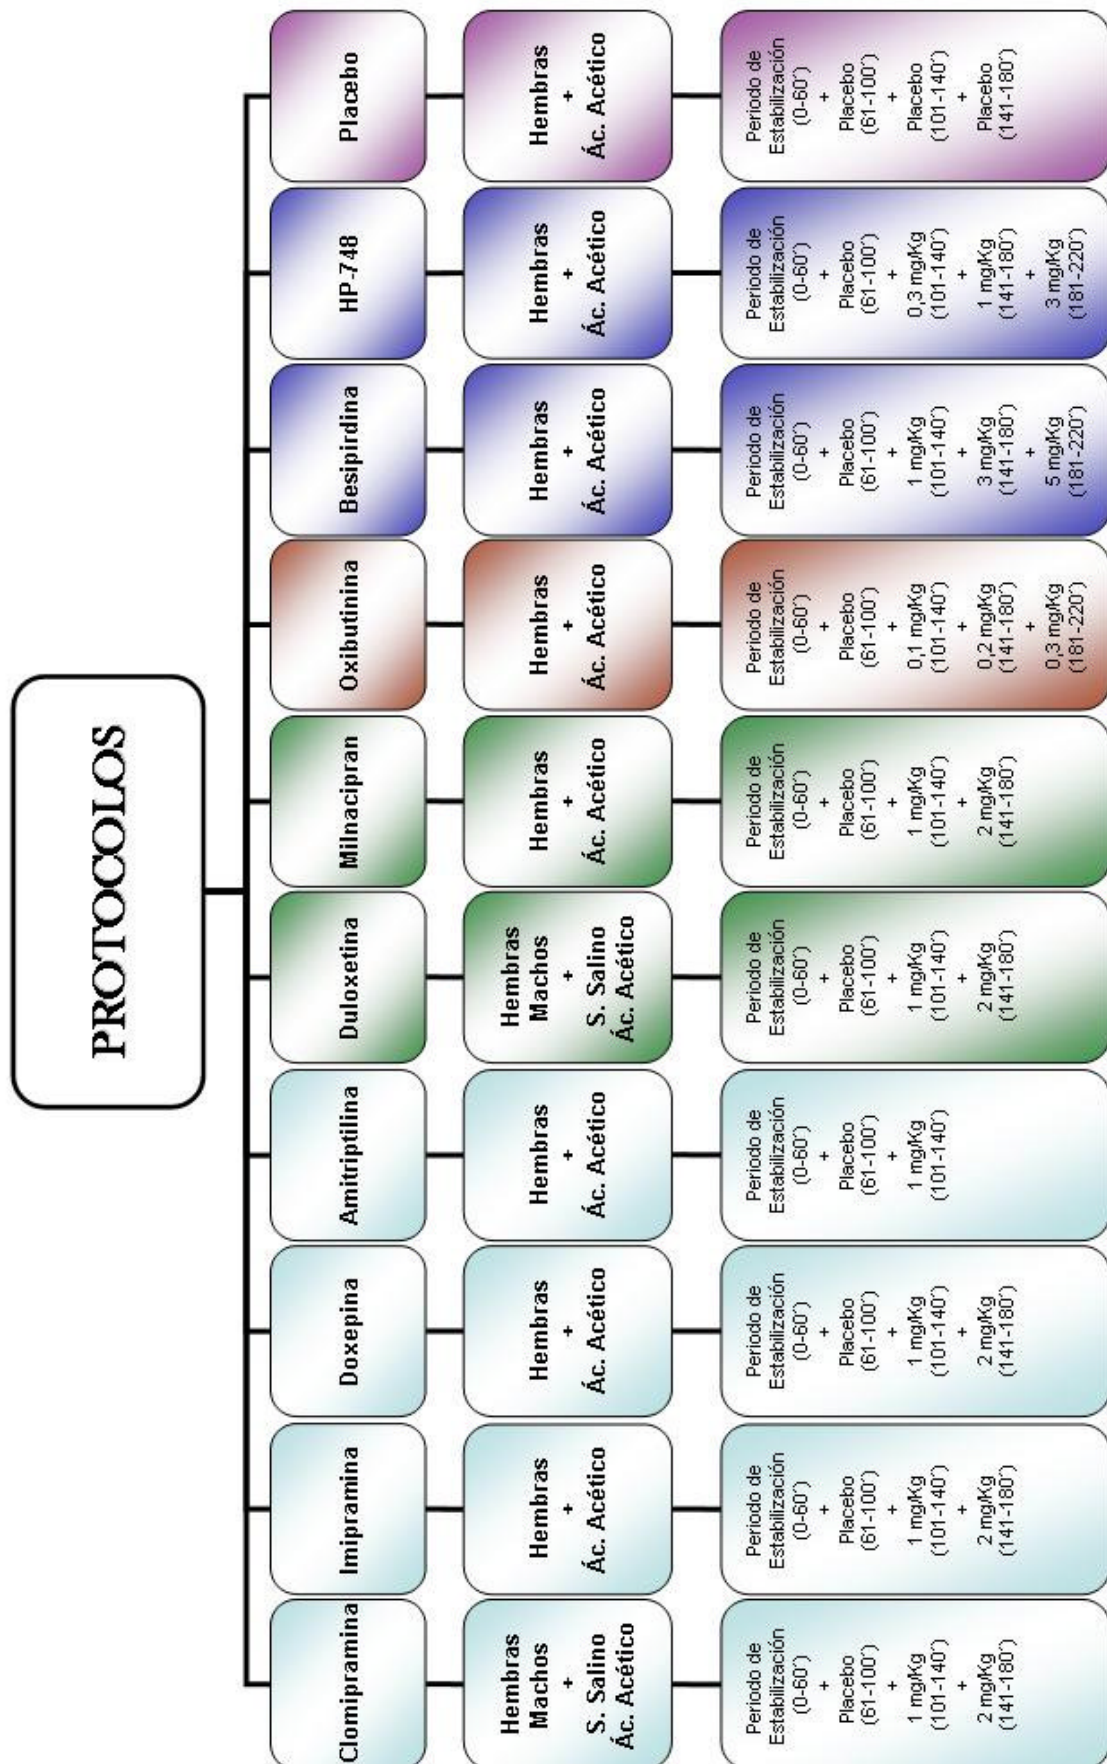 PROTOCOLOS
Clomipramina
Hembras
Machos
+
S. Salino
Ác. Acético
Periodo de
Estabilización
(0-60´)
+
Placebo
(61-100´)
+
1 mg/Kg
(101-140´)
+
2 mg/Kg
(141-180´)
Imipramina
Hembras
+
Ác. Acético
Periodo de
Estabilización
(0-60´)
+
Placebo
(61-100´)
+
1 mg/Kg
(101-140´)
+
2 mg/Kg
(141-180´)
Doxepina
Hembras
+
Ác. Acético
Periodo de
Estabilización
(0-60´)
+
Placebo
(61-100´)
+
1 mg/Kg
(101-140´)
+
2 mg/Kg
(141-180´)
Amitriptilina
Hembras
+
Ác. Acético
Periodo de
Estabilización
(0-60´)
+
Placebo
(61-100´)
+
1 mg/Kg
(101-140´)
Duloxetina
Hembras
Machos
+
S. Salino
Ác. Acético
Periodo de
Estabilización
(0-60´)
+
Placebo
(61-100´)
+
1 mg/Kg
(101-140´)
+
2 mg/Kg
(141-180´)
Milnacipran
Hembras
+
Ác. Acético
Periodo de
Estabilización
(0-60´)
+
Placebo
(61-100´)
+
1 mg/Kg
(101-140´)
+
2 mg/Kg
(141-180´)
Oxibutinina
Hembras
+
Ác. Acético
Periodo de
Estabilización
(0-60´)
+
Placebo
(61-100´)
+
0,1 mg/Kg
(101-140´)
+
0,2 mg/Kg
(141-180´)
+
0,3 mg/Kg
(181-220´)
Besipirdina
Hembras
+
Ác. Acético
Periodo de
Estabilización
(0-60´)
+
Placebo
(61-100´)
+
1 mg/Kg
(101-140´)
+
3 mg/Kg
(141-180´)
+
5 mg/Kg
(181-220´)
HP-748
Hembras
+
Ác. Acético
Periodo de
Estabilización
(0-60´)
+
Placebo
(61-100´)
+
0,3 mg/Kg
(101-140´)
+
1 mg/Kg
(141-180´)
+
3 mg/Kg
(181-220´)
Placebo
Hembras
+
Ác. Acético
Periodo de
Estabilización
(0-60´)
+
Placebo
(61-100´)
+
Placebo
(101-140´)
+
Placebo
(141-180´)